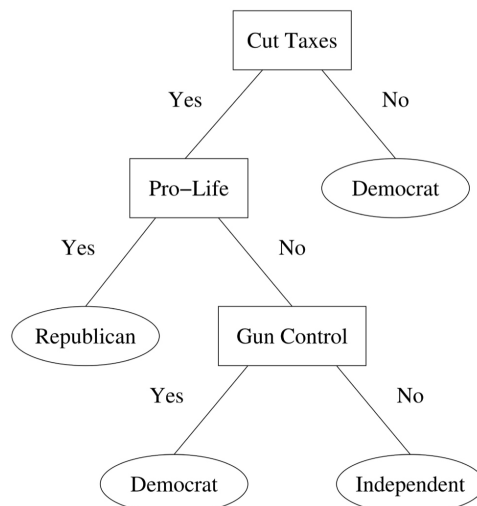 Cut Taxes
Yes
No
Pro−Life
Democrat
Yes
No
Republican
Gun Control
Yes
No
Democrat
Independent